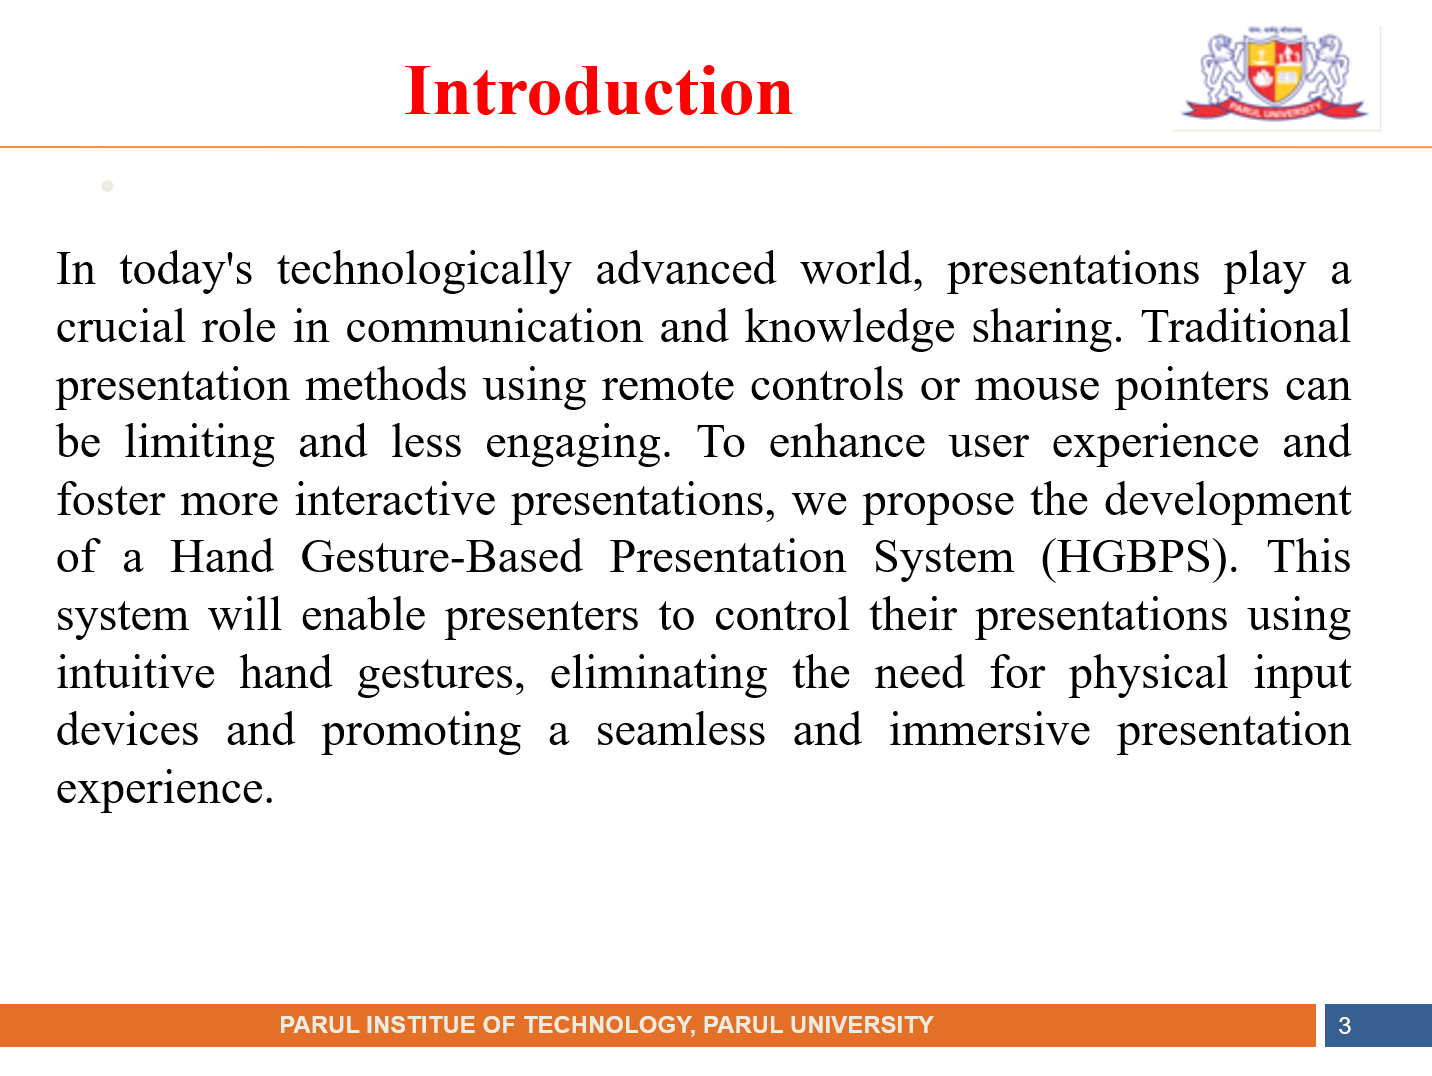 Introduction
PARUL UNIVERSITY
In today's technologically advanced world, presentations play a
crucial role in communication and knowledge sharing. Traditional
presentation methods using remote controls or mouse pointers can
be limiting and less engaging. To enhance user experience and
foster more interactive presentations, we propose the development
of a Hand Gesture-Based Presentation System (HGBPS). This
system will enable presenters to control their presentations using
intuitive hand gestures, eliminating the need for physical input
devices and promoting a seamless and immersive presentation
experience.
PARUL INSTITUE OF TECHNOLOGY, PARUL UNIVERSITY
3